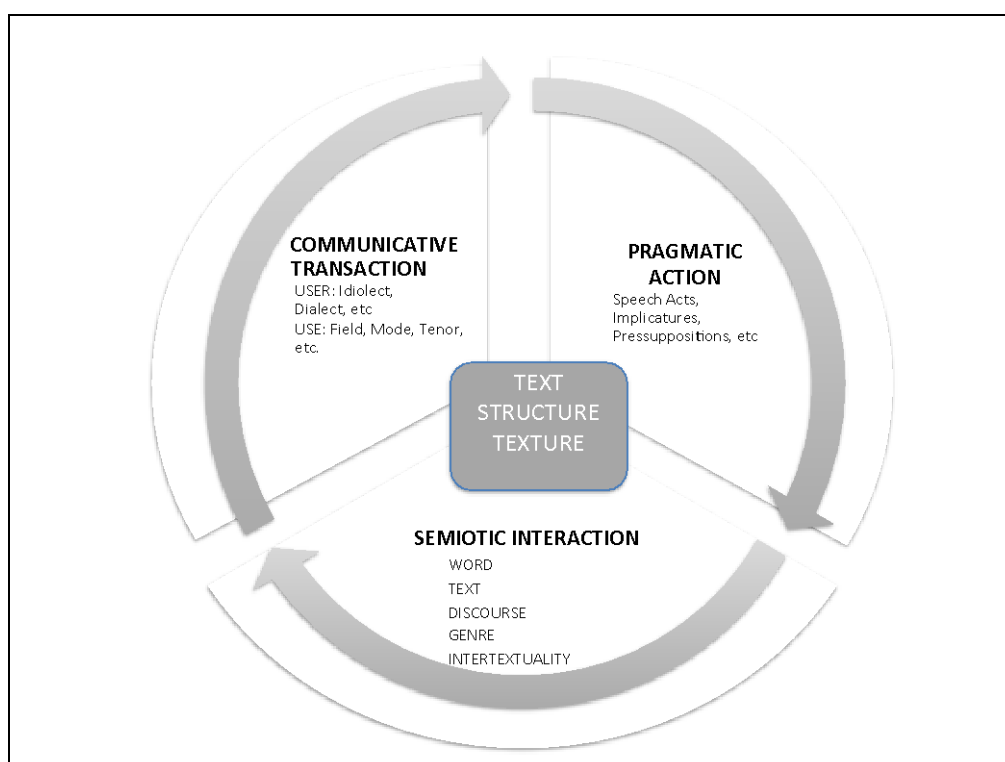 COMMUNICATIVE
TRANSACTION
USER: Idiolect,
Dialect, etc
USE: Field, Mode, Tenor,
etc.
PRAGMATIC
ACTION
Speech Acts,
Implicatures,
Pressuppositions, etc
TEXT
STRUCTURE
TEXTURE
SEMIOTIC INTERACTION
WORD
TEXT
DISCOURSE
GENRE
INTERTEXTUALITY